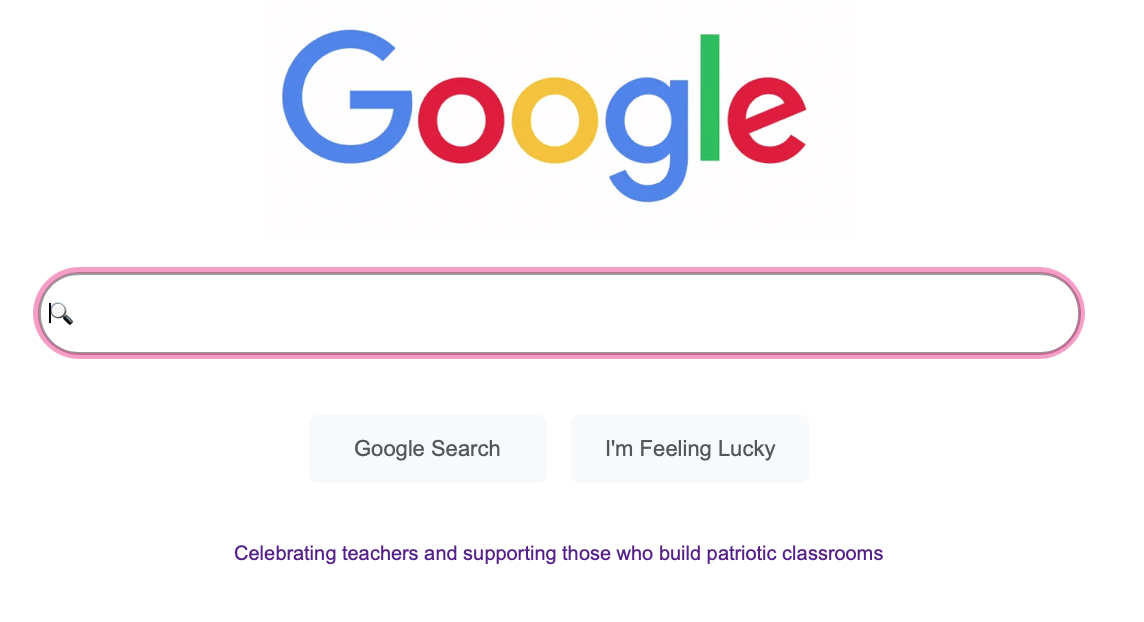 Google
Google Search
I'm Feeling Lucky
Celebrating teachers and supporting those who build patriotic classrooms